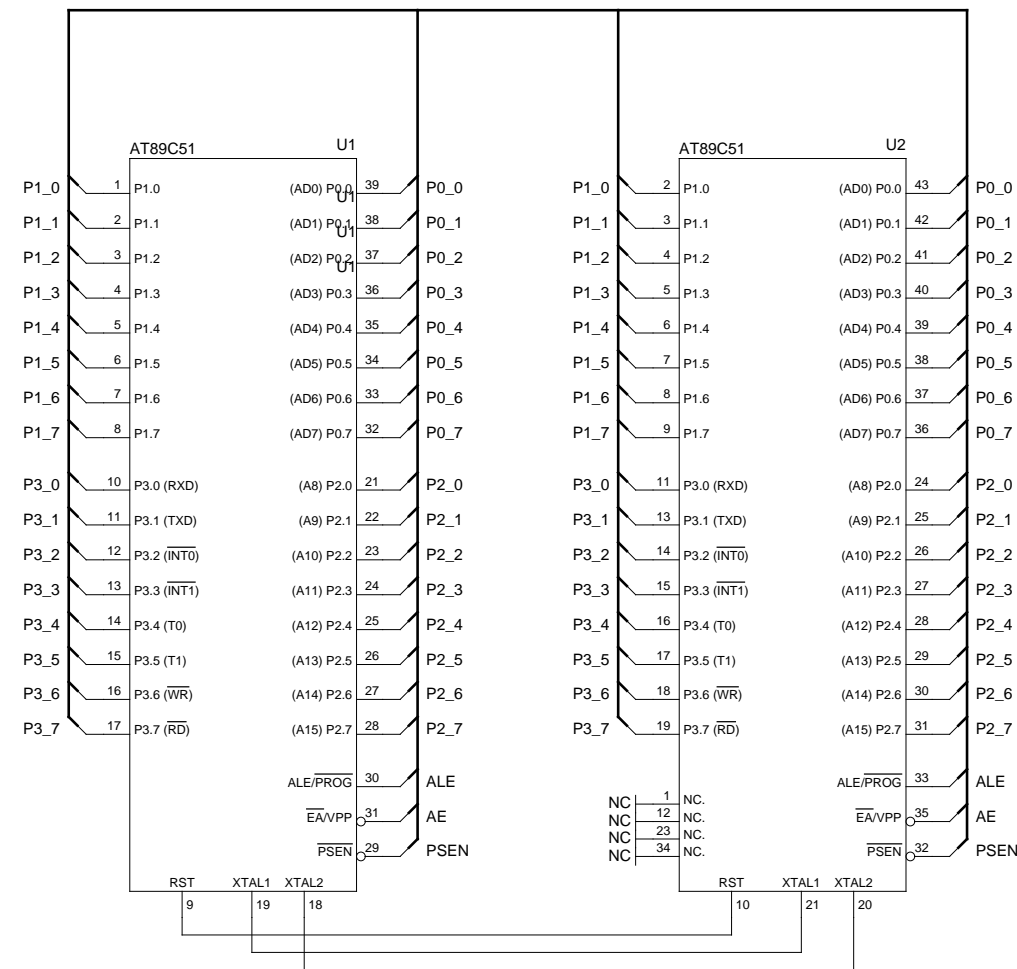 AT89C51 U1 AT89C51 U2
P1_0 1 P1.0 (AD0) P0.0 39 P0_0 P1_0 2 P1.0 (AD0) P0.0 43 P0_0
U1
P1_1 2 P1.1 (AD1) P0.1 38 P0_1 P1_1 3 P1.1 (AD1) P0.1 42 P0_1
U1
P1_2 3 P1.2 (AD2) P0.2 37 P0_2 P1_2 4 P1.2 (AD2) P0.2 41 P0_2
U1
P1_3 4 P1.3 (AD3) P0.3 36 P0_3 P1_3 5 P1.3 (AD3) P0.3 40 P0_3
P1_4 5 P1.4 (AD4) P0.4 35 P0_4 P1_4 6 P1.4 (AD4) P0.4 39 P0_4
P1_5 6 P1.5 (AD5) P0.5 34 P0_5 P1_5 7 P1.5 (AD5) P0.5 38 P0_5
P1_6 7 P1.6 (AD6) P0.6 33 P0_6 P1_6 8 P1.6 (AD6) P0.6 37 P0_6
P1_7 8 P1.7 (AD7) P0.7 32 P0_7 P1_7 9 P1.7 (AD7) P0.7 36 P0_7
P3_0 10 P3.0 (RXD) (A8) P2.0 21 P2_0 P3_0 11 P3.0 (RXD) (A8) P2.0 24 P2_0
P3_1 11 P3.1 (TXD) (A9) P2.1 22 P2_1 P3_1 13 P3.1 (TXD) (A9) P2.1 25 P2_1
P3_2 12 P3.2 (INT0) (A10) P2.2 23 P2_2 P3_2 14 P3.2 (INT0) (A10) P2.2 26 P2_2
P3_3 13 P3.3 (INT1) (A11) P2.3 24 P2_3 P3_3 15 P3.3 (INT1) (A11) P2.3 27 P2_3
P3_4 14 P3.4 (T0) (A12) P2.4 25 P2_4 P3_4 16 P3.4 (T0) (A12) P2.4 28 P2_4
P3_5 15 P3.5 (T1) (A13) P2.5 26 P2_5 P3_5 17 P3.5 (T1) (A13) P2.5 29 P2_5
P3_6 16 P3.6 (WR) (A14) P2.6 27 P2_6 P3_6 18 P3.6 (WR) (A14) P2.6 30 P2_6
P3_7 17 P3.7 (RD) (A15) P2.7 28 P2_7 P3_7 19 P3.7 (RD) (A15) P2.7 31 P2_7
ALE/PROG 30 ALE ALE/PROG 33 ALE
NC 1 NC.
EA/VPP 31 AE NC 12 NC. EA/VPP 35 AE
NC 23 NC.
PSEN 29 PSEN NC 34 NC. PSEN 32 PSEN
RST XTAL1 XTAL2 RST XTAL1 XTAL2
9 19 18 10 21 20